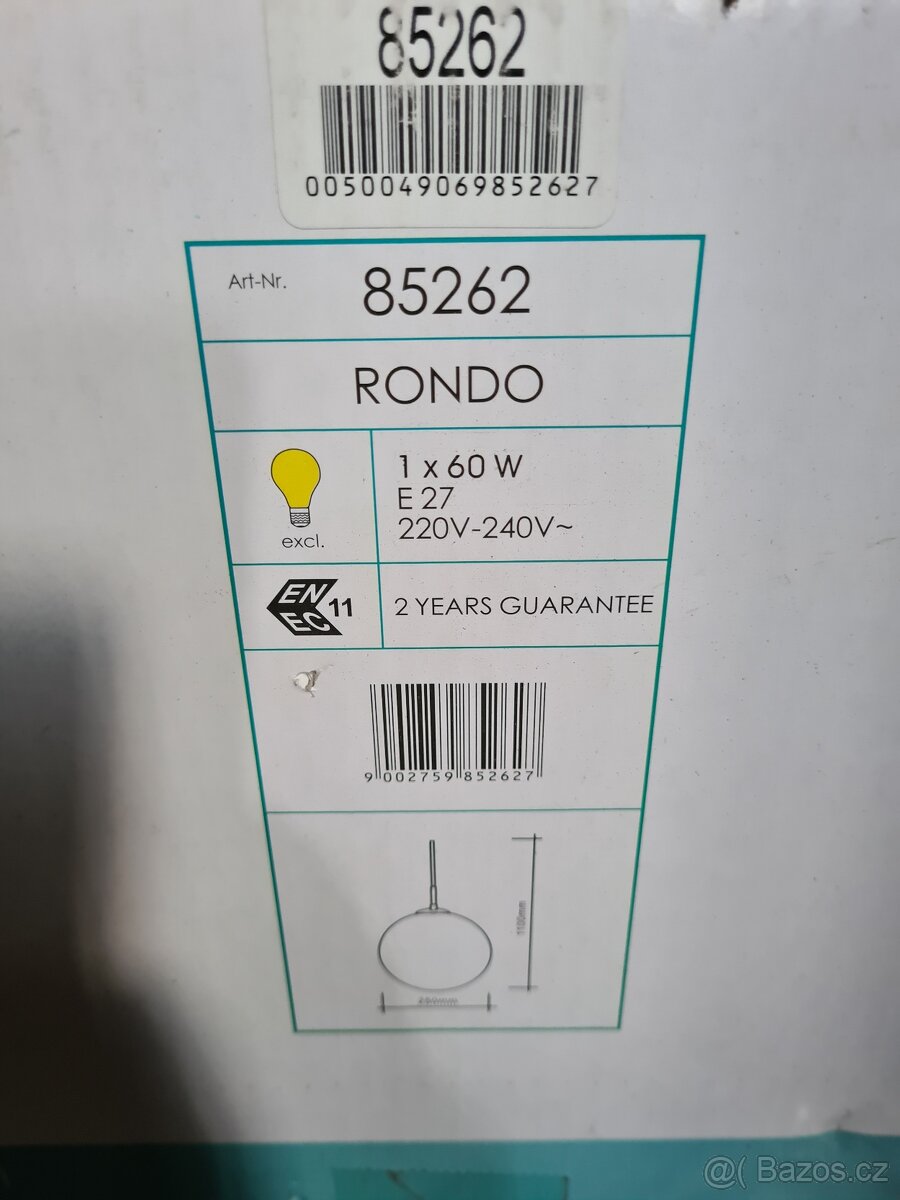 85262
0050049069852627
Art-Nr. 85262
RONDO
excl.
1 x 60 W
E 27
220V-240V~
EN
EC 11
2 YEARS GUARANTEE
9 002759 852627
1100mm
@( Bazos.cz